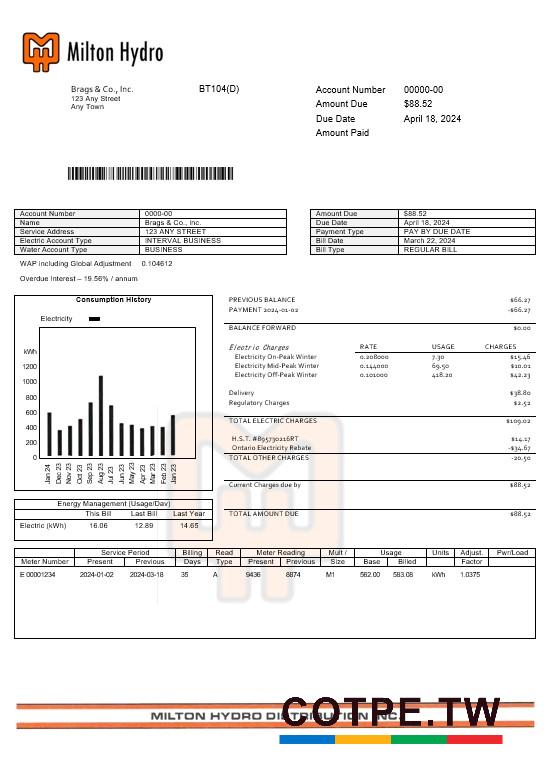 Milton Hydro
Brags & Co., Inc.
123 Any Street
Any Town
BT104(D)
Account Number 00000-00
Amount Due $88.52
Due Date April 18, 2024
Amount Paid
Account Number 0000-00
Name Brags & Co., Inc.
Service Address 123 ANY STREET
Electric Account Type INTERVAL BUSINESS
Water Account Type BUSINESS
Amount Due $88.52
Due Date April 18, 2024
Payment Type PAY BY DUE DATE
Bill Date March 22, 2024
Bill Type REGULAR BILL
WAP including Global Adjustment 0.104612
Overdue Interest – 19.56% / annum
Consumption History
Electricity
kWh
1200
1000
800
600
400
200
0
Jan 24 Dec 23 Nov 23 Oct 23 Sep 23 Aug 23 Jul 23 Jun 23 May 23 Apr 23 Mar 23 Feb 23 Jan 23
PREVIOUS BALANCE $66.27
PAYMENT 2024-01-02 -$66.27
BALANCE FORWARD $0.00
Electric Charges RATE USAGE CHARGES
Electricity On-Peak Winter 0.208000 7.30 $15.46
Electricity Mid-Peak Winter 0.144000 69.50 $10.01
Electricity Off-Peak Winter 0.101000 418.20 $42.23
Delivery $38.80
Regulatory Charges $2.52
TOTAL ELECTRIC CHARGES $109.02
H.S.T. #895730216RT $14.17
Ontario Electricity Rebate -$34.67
TOTAL OTHER CHARGES -20.50
Current Charges due by $88.52
TOTAL AMOUNT DUE $88.52
Energy Management (Usage/Day)
This Bill Last Bill Last Year
Electric (kWh) 16.06 12.89 14.65
Service Period Billing Read Meter Reading Mult / Usage Units Adjust. Pwr/Load
Meter Number Present Previous Days Type Present Previous Size Base Billed Factor
E 00001234 2024-01-02 2024-03-18 35 A 9436 8874 M1 562.00 583.08 kWh 1.0375
MILTON HYDRO DISTRIBUTION INC.
COTPE.TW